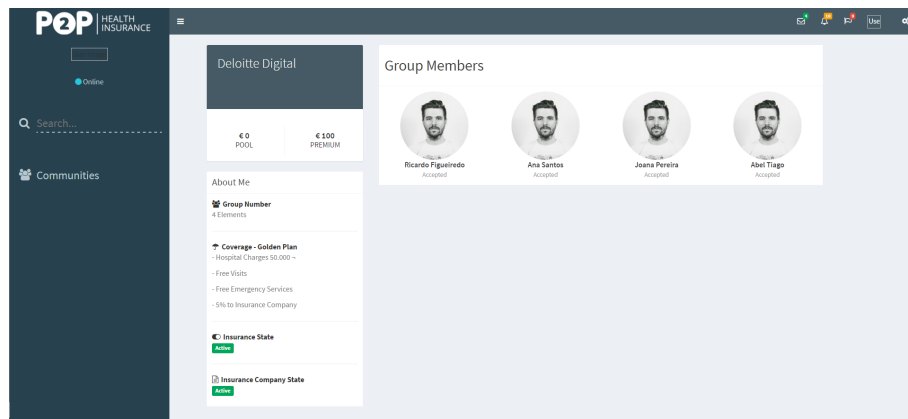 P2P HEALTH INSURANCE
Use
Online
Search...
Communities
Deloitte Digital
€ 0
POOL
€ 100
PREMIUM
About Me
Group Number
4 Elements
Coverage - Golden Plan
- Hospital Charges 50.000 ¬
- Free Visits
- Free Emergency Services
- 5% to Insurance Company
Insurance State
Active
Insurance Company State
Active
Group Members
Ricardo Figueiredo
Accepted
Ana Santos
Accepted
Joana Pereira
Accepted
Abel Tiago
Accepted